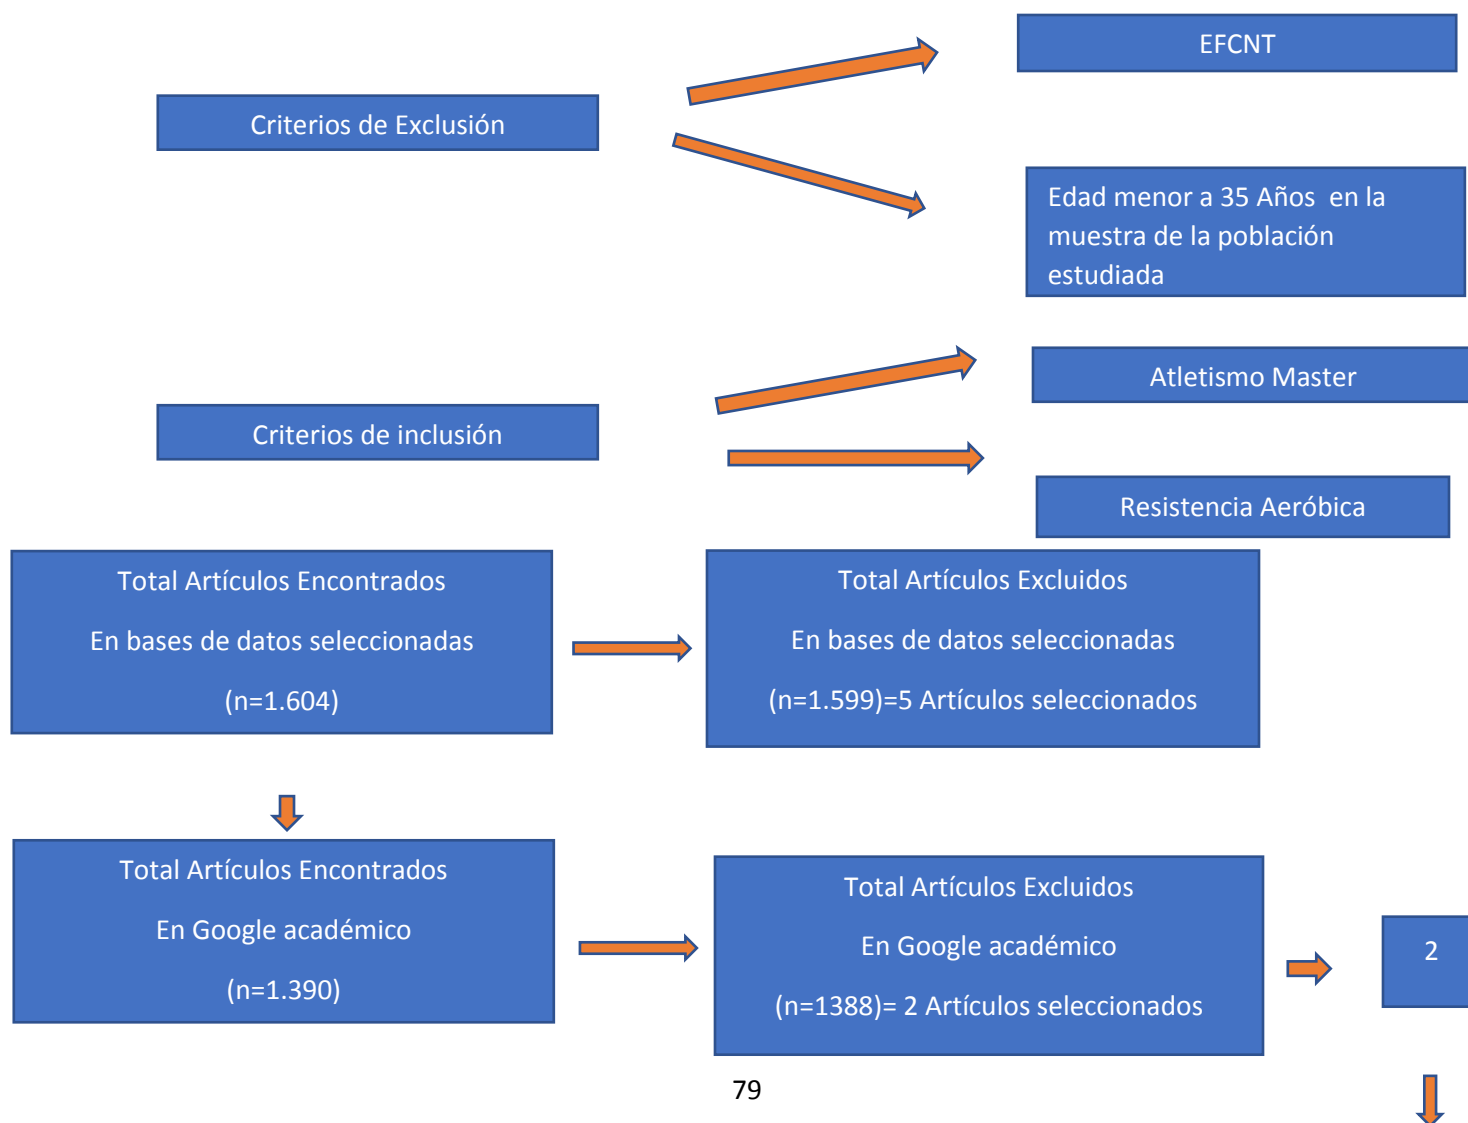 EFCNT
Criterios de Exclusión
Edad menor a 35 Años  en la
muestra de la población
estudiada
Atletismo Master
Criterios de inclusión
Resistencia Aeróbica
Total Artículos Encontrados
En bases de datos seleccionadas
(n=1.604)
Total Artículos Excluidos
En bases de datos seleccionadas
(n=1.599)=5 Artículos seleccionados
Total Artículos Encontrados
En Google académico
(n=1.390)
Total Artículos Excluidos
En Google académico
(n=1388)= 2 Artículos seleccionados
2
79